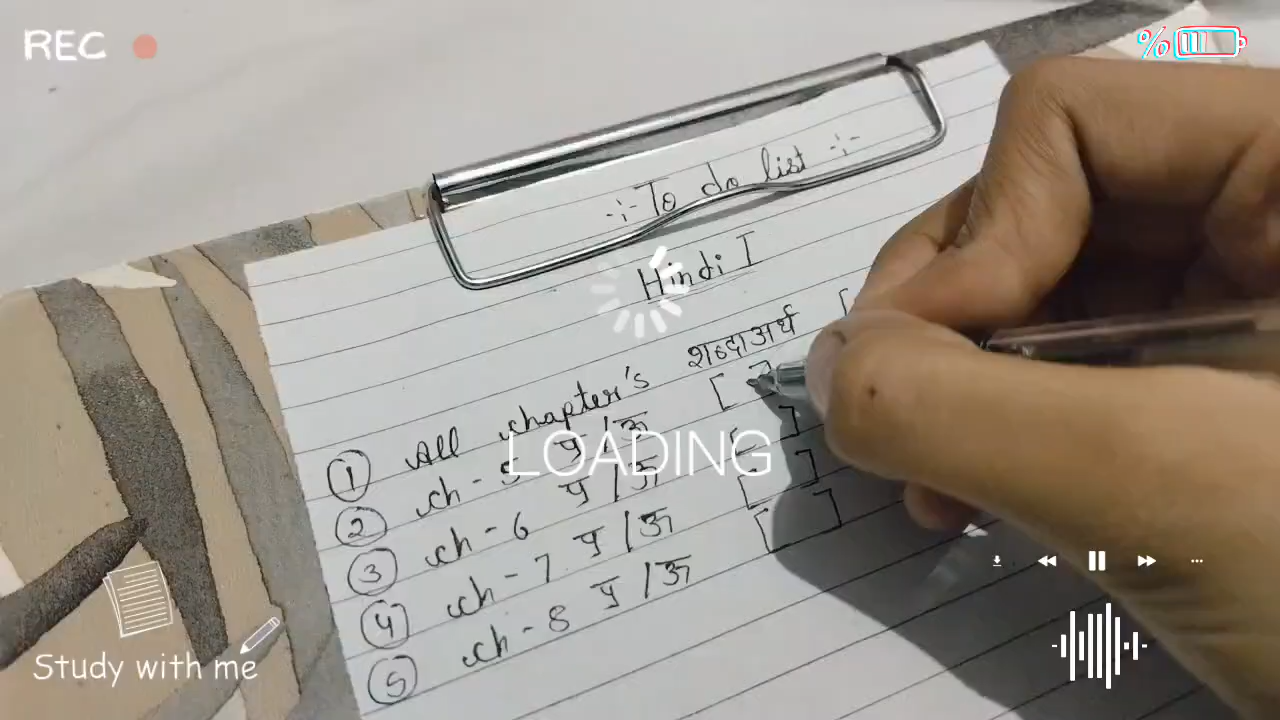 REC
%
To do list
Hindi I
① All chapter's शब्दाअर्थ [
② ch - 5 प्र /ऊ [ ]
③ ch - 6 प्र /ऊ [ ]
④ ch - 7 प्र /ऊ [ ]
⑤ ch - 8 प्र /ऊ [ ]
LOADING
Study with me